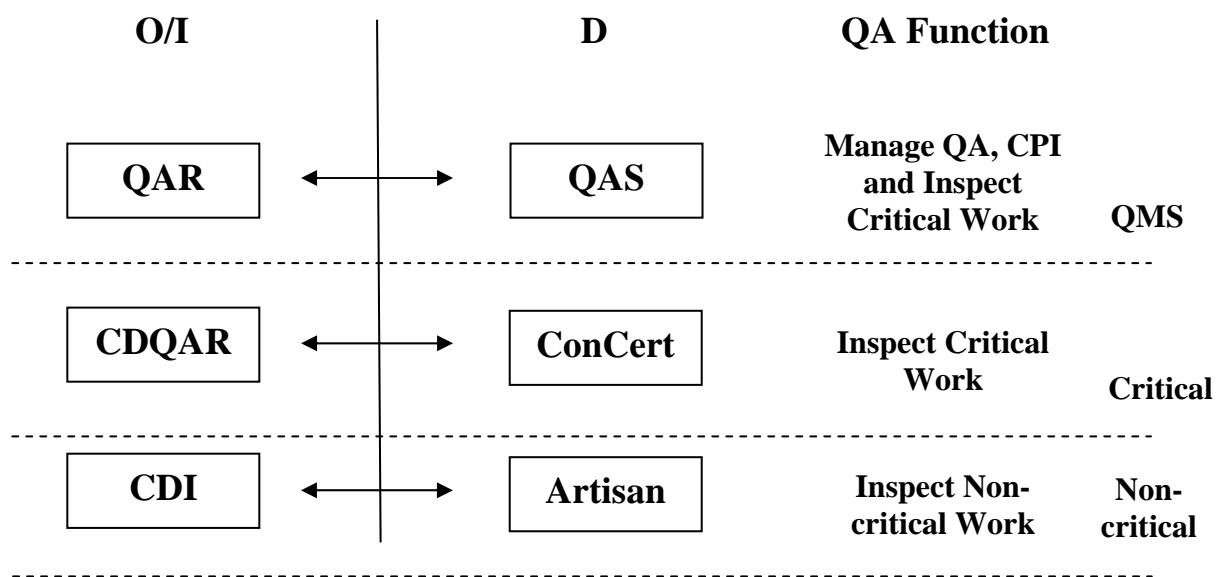 O/I D QA Function
QAR QAS Manage QA, CPI
and Inspect
Critical Work QMS
CDQAR ConCert Inspect Critical
Work Critical
CDI Artisan Inspect Non-
critical Work Non-
critical